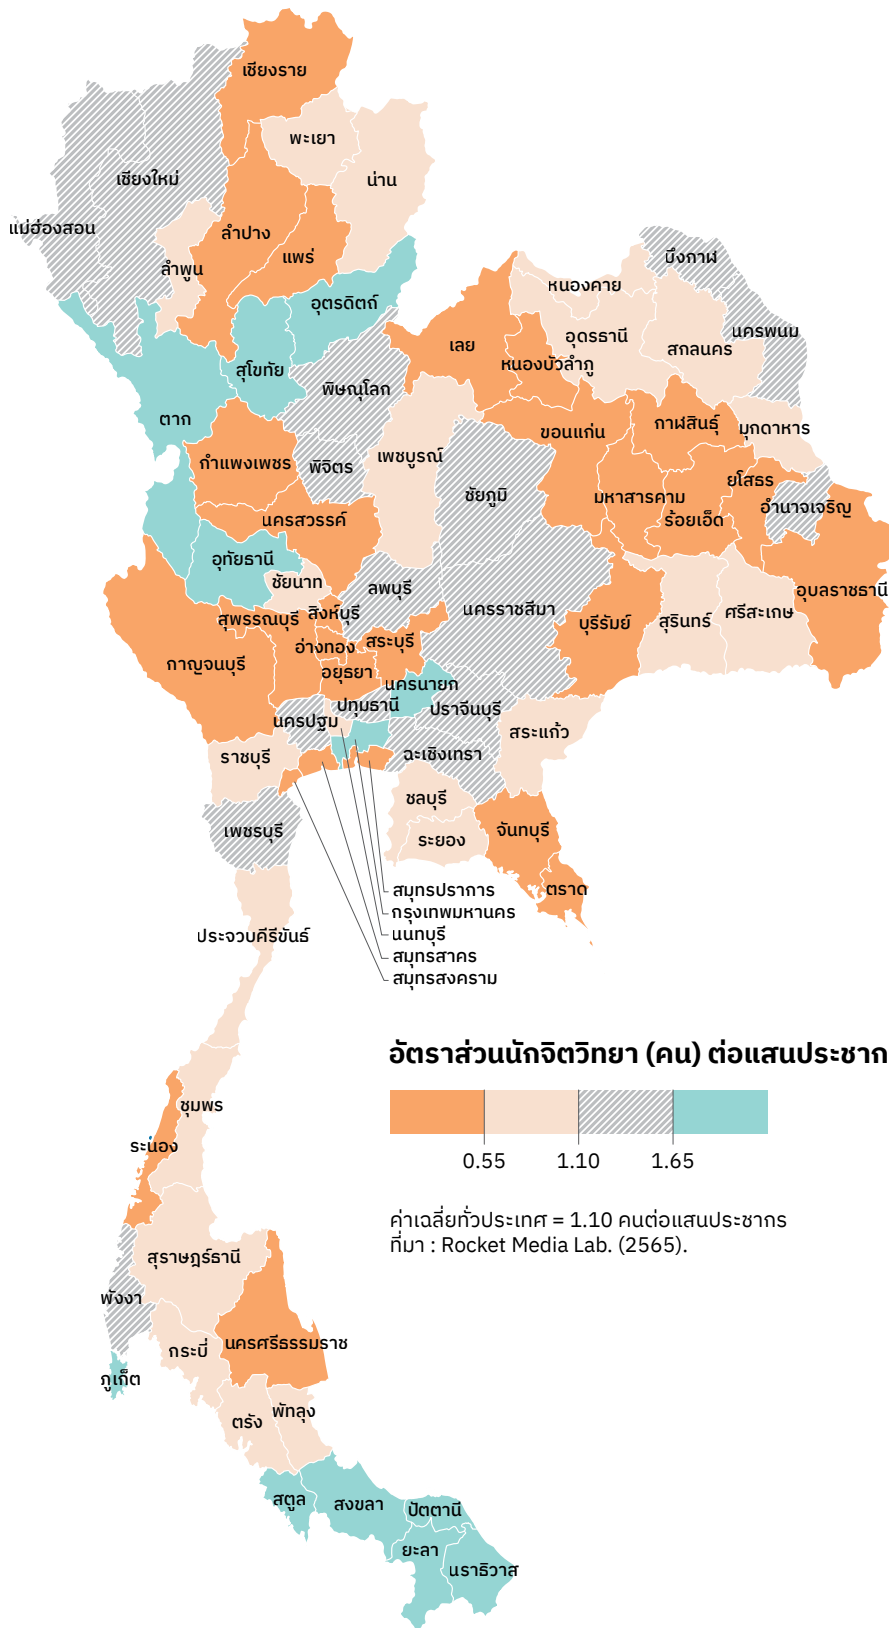 เชียงราย
พะเยา
น่าน
เชียงใหม่
แม่ฮ่องสอน
ลำปาง
แพร่
ลำพูน
บึงกาฬ
หนองคาย
นครพนม
อุตรดิตถ์
อุดรธานี
สกลนคร
เลย
หนองบัวลำภู
สุโขทัย
พิษณุโลก
ตาก
ขอนแก่น
กาฬสินธุ์
มุกดาหาร
กำแพงเพชร
พิจิตร
เพชบูรณ์
ชัยภูมิ
มหาสารคาม
ยโสธร
ร้อยเอ็ด
อำนาจเจริญ
นครสวรรค์
อุทัยธานี
ชัยนาท
ลพบุรี
นครราชสีมา
บุรีรัมย์
สุรินทร์
ศรีสะเกษ
อุบลราชธานี
สุพรรณบุรี
สิงห์บุรี
อ่างทอง
สระบุรี
กาญจนบุรี
อยุธยา
นครนายก
ปทุมธานี
ปราจีนบุรี
นครปฐม
สระแก้ว
ราชบุรี
ฉะเชิงเทรา
ชลบุรี
เพชรบุรี
ระยอง
จันทบุรี
ตราด
สมุทรปราการ
กรุงเทพมหานคร
นนทบุรี
สมุทรสาคร
สมุทรสงคราม
ประจวบคีรีขันธ์
อัตราส่วนนักจิตวิทยา (คน) ต่อแสนประชากร
0.55 1.10 1.65
ค่าเฉลี่ยทั่วประเทศ = 1.10 คนต่อแสนประชากร
ที่มา : Rocket Media Lab. (2565).
ชุมพร
ระนอง
สุราษฎร์ธานี
พังงา
กระบี่
นครศรีธรรมราช
ภูเก็ต
ตรัง
พัทลุง
สตูล
สงขลา
ปัตตานี
ยะลา
นราธิวาส